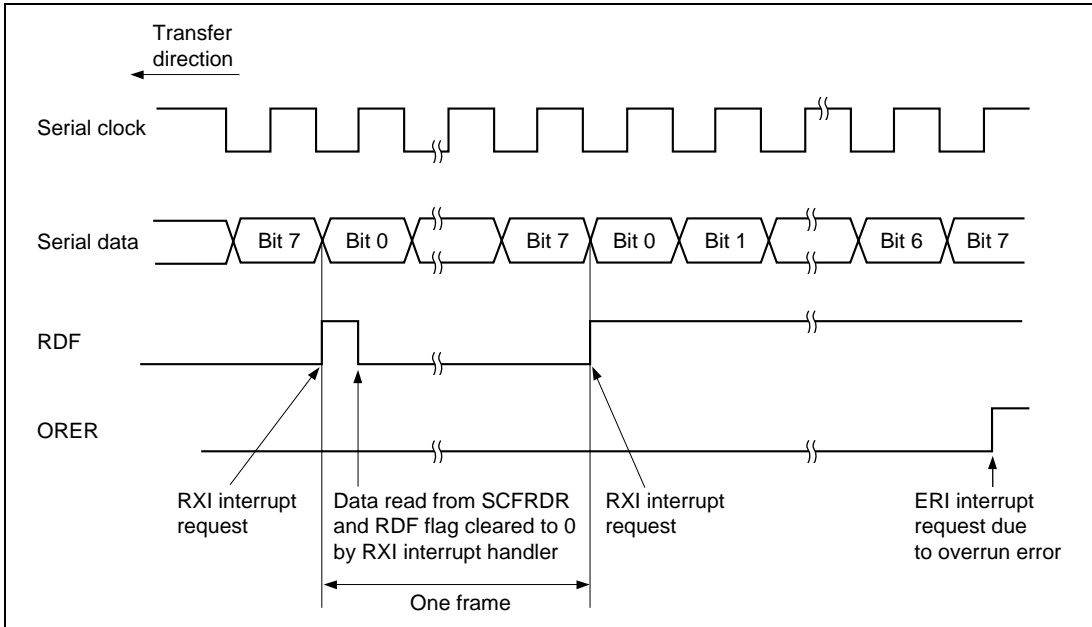 Transfer
direction
Serial clock
Serial data
Bit 7
Bit 0
Bit 7
Bit 0
Bit 1
Bit 6
Bit 7
RDF
ORER
RXI interrupt
request
Data read from SCFRDR
and RDF flag cleared to 0
by RXI interrupt handler
RXI interrupt
request
ERI interrupt
request due
to overrun error
One frame